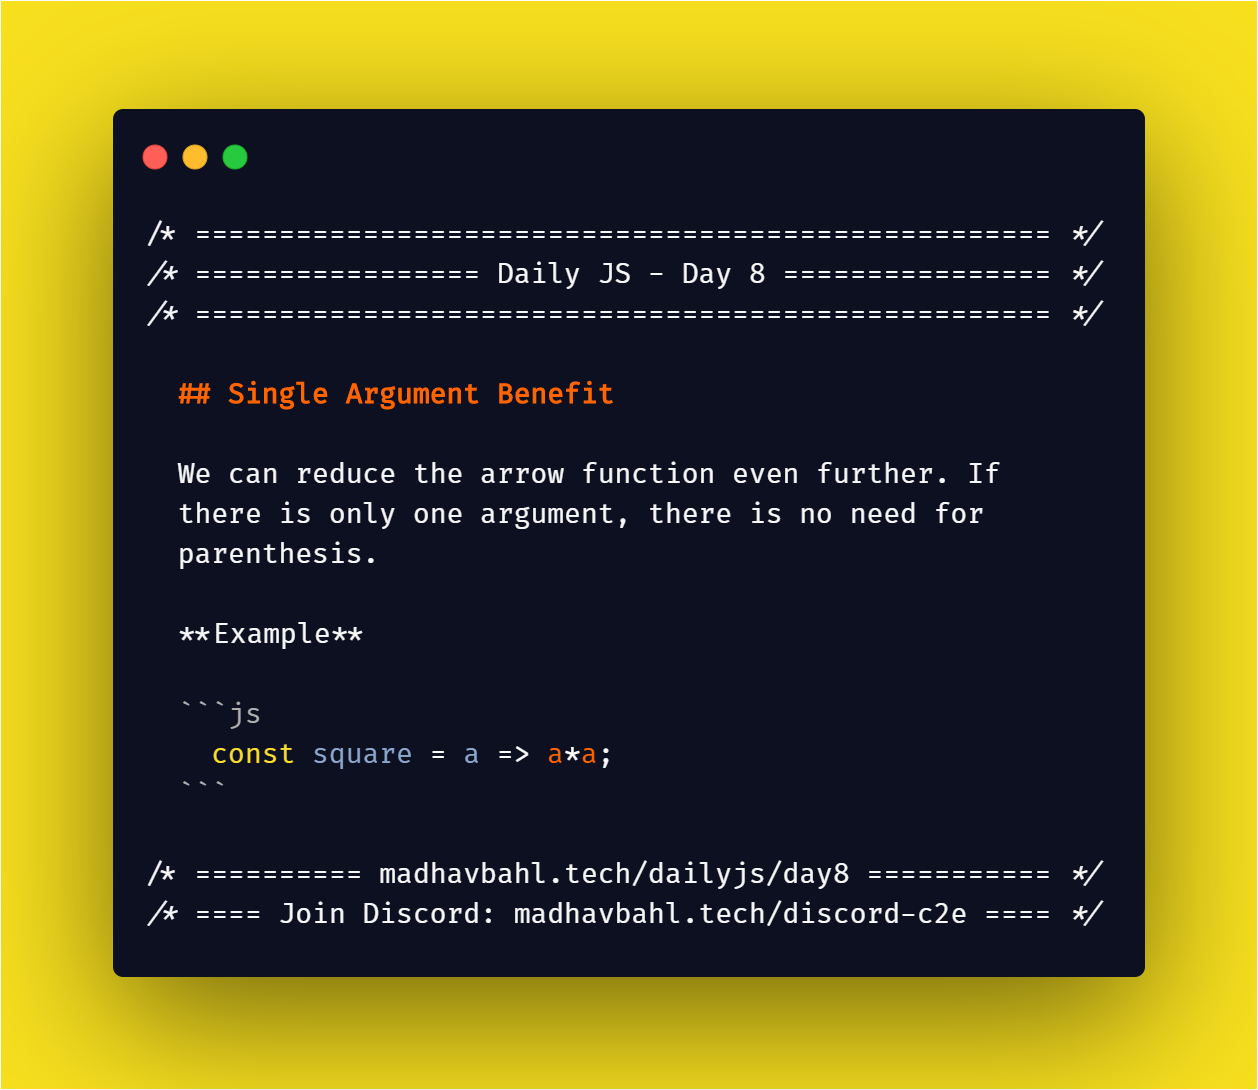 /* =================================================== */
/* ================= Daily JS - Day 8 ================ */
/* =================================================== */
## Single Argument Benefit
We can reduce the arrow function even further. If
there is only one argument, there is no need for
parenthesis.
**Example**
```js
const square = a => a*a;
```
/* ========== madhavbahl.tech/dailyjs/day8 =========== */
/* ==== Join Discord: madhavbahl.tech/discord-c2e ==== */